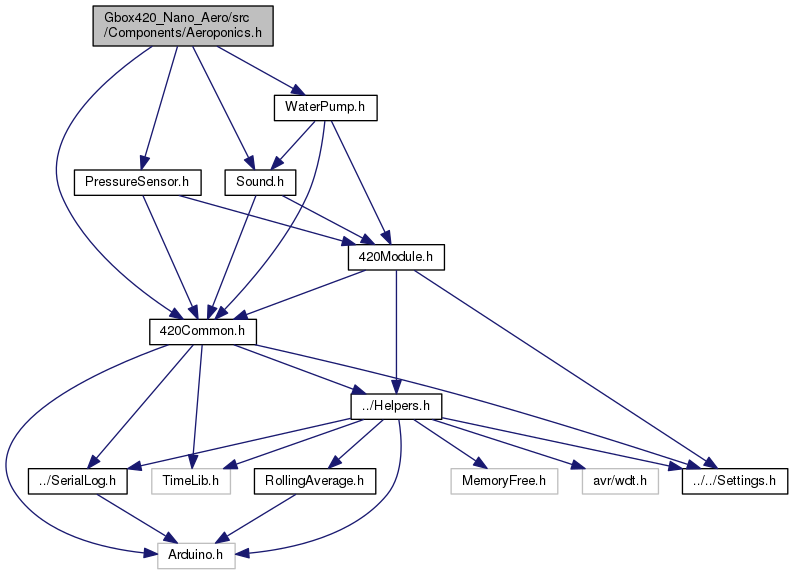 Gbox420_Nano_Aero/src
/Components/Aeroponics.h
WaterPump.h
PressureSensor.h
Sound.h
420Module.h
420Common.h
../Helpers.h
../SerialLog.h
TimeLib.h
RollingAverage.h
MemoryFree.h
avr/wdt.h
../../Settings.h
Arduino.h